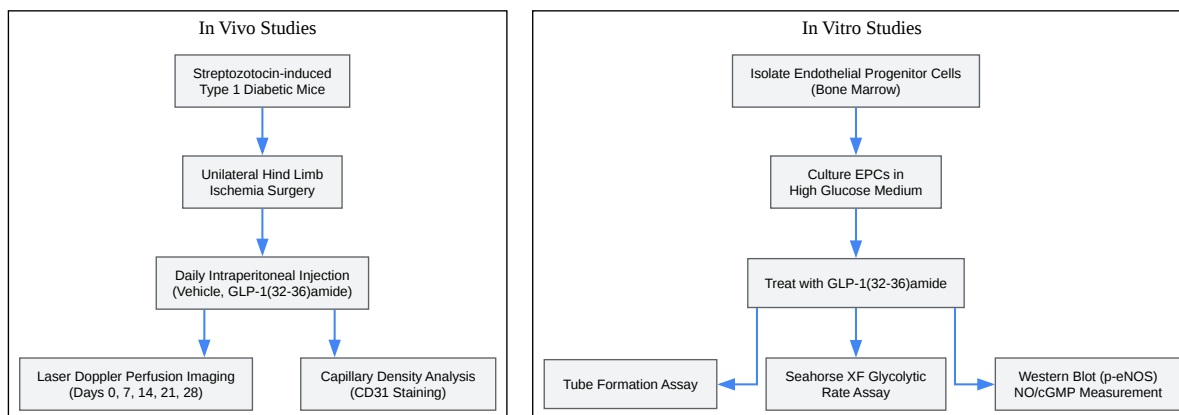 In Vivo Studies
Streptozotocin-induced
Type 1 Diabetic Mice
Unilateral Hind Limb
Ischemia Surgery
Daily Intraperitoneal Injection
(Vehicle, GLP-1(32-36)amide)
Laser Doppler Perfusion Imaging
(Days 0, 7, 14, 21, 28)
Capillary Density Analysis
(CD31 Staining)
In Vitro Studies
Isolate Endothelial Progenitor Cells
(Bone Marrow)
Culture EPCs in
High Glucose Medium
Treat with GLP-1(32-36)amide
Tube Formation Assay
Seahorse XF Glycolytic
Rate Assay
Western Blot (p-eNOS)
NO/cGMP Measurement